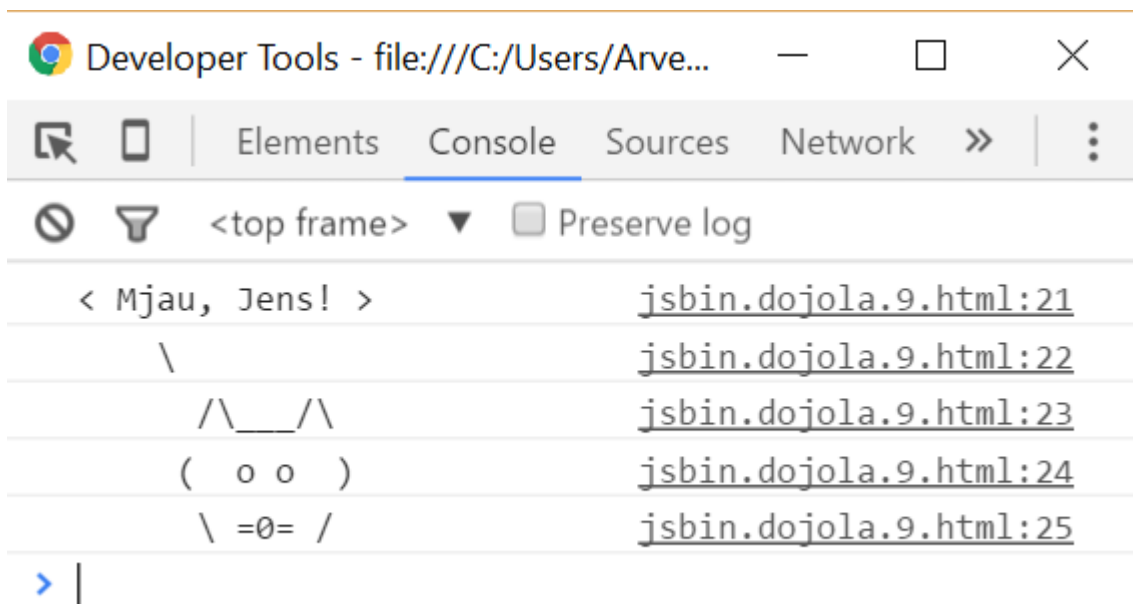 Developer Tools - file:///C:/Users/Arve...
Elements Console Sources Network »
<top frame> ▼ Preserve log
< Mjau, Jens! > jsbin.dojola.9.html:21
\ jsbin.dojola.9.html:22
/\___/\ jsbin.dojola.9.html:23
( o o ) jsbin.dojola.9.html:24
\ =0= / jsbin.dojola.9.html:25
>